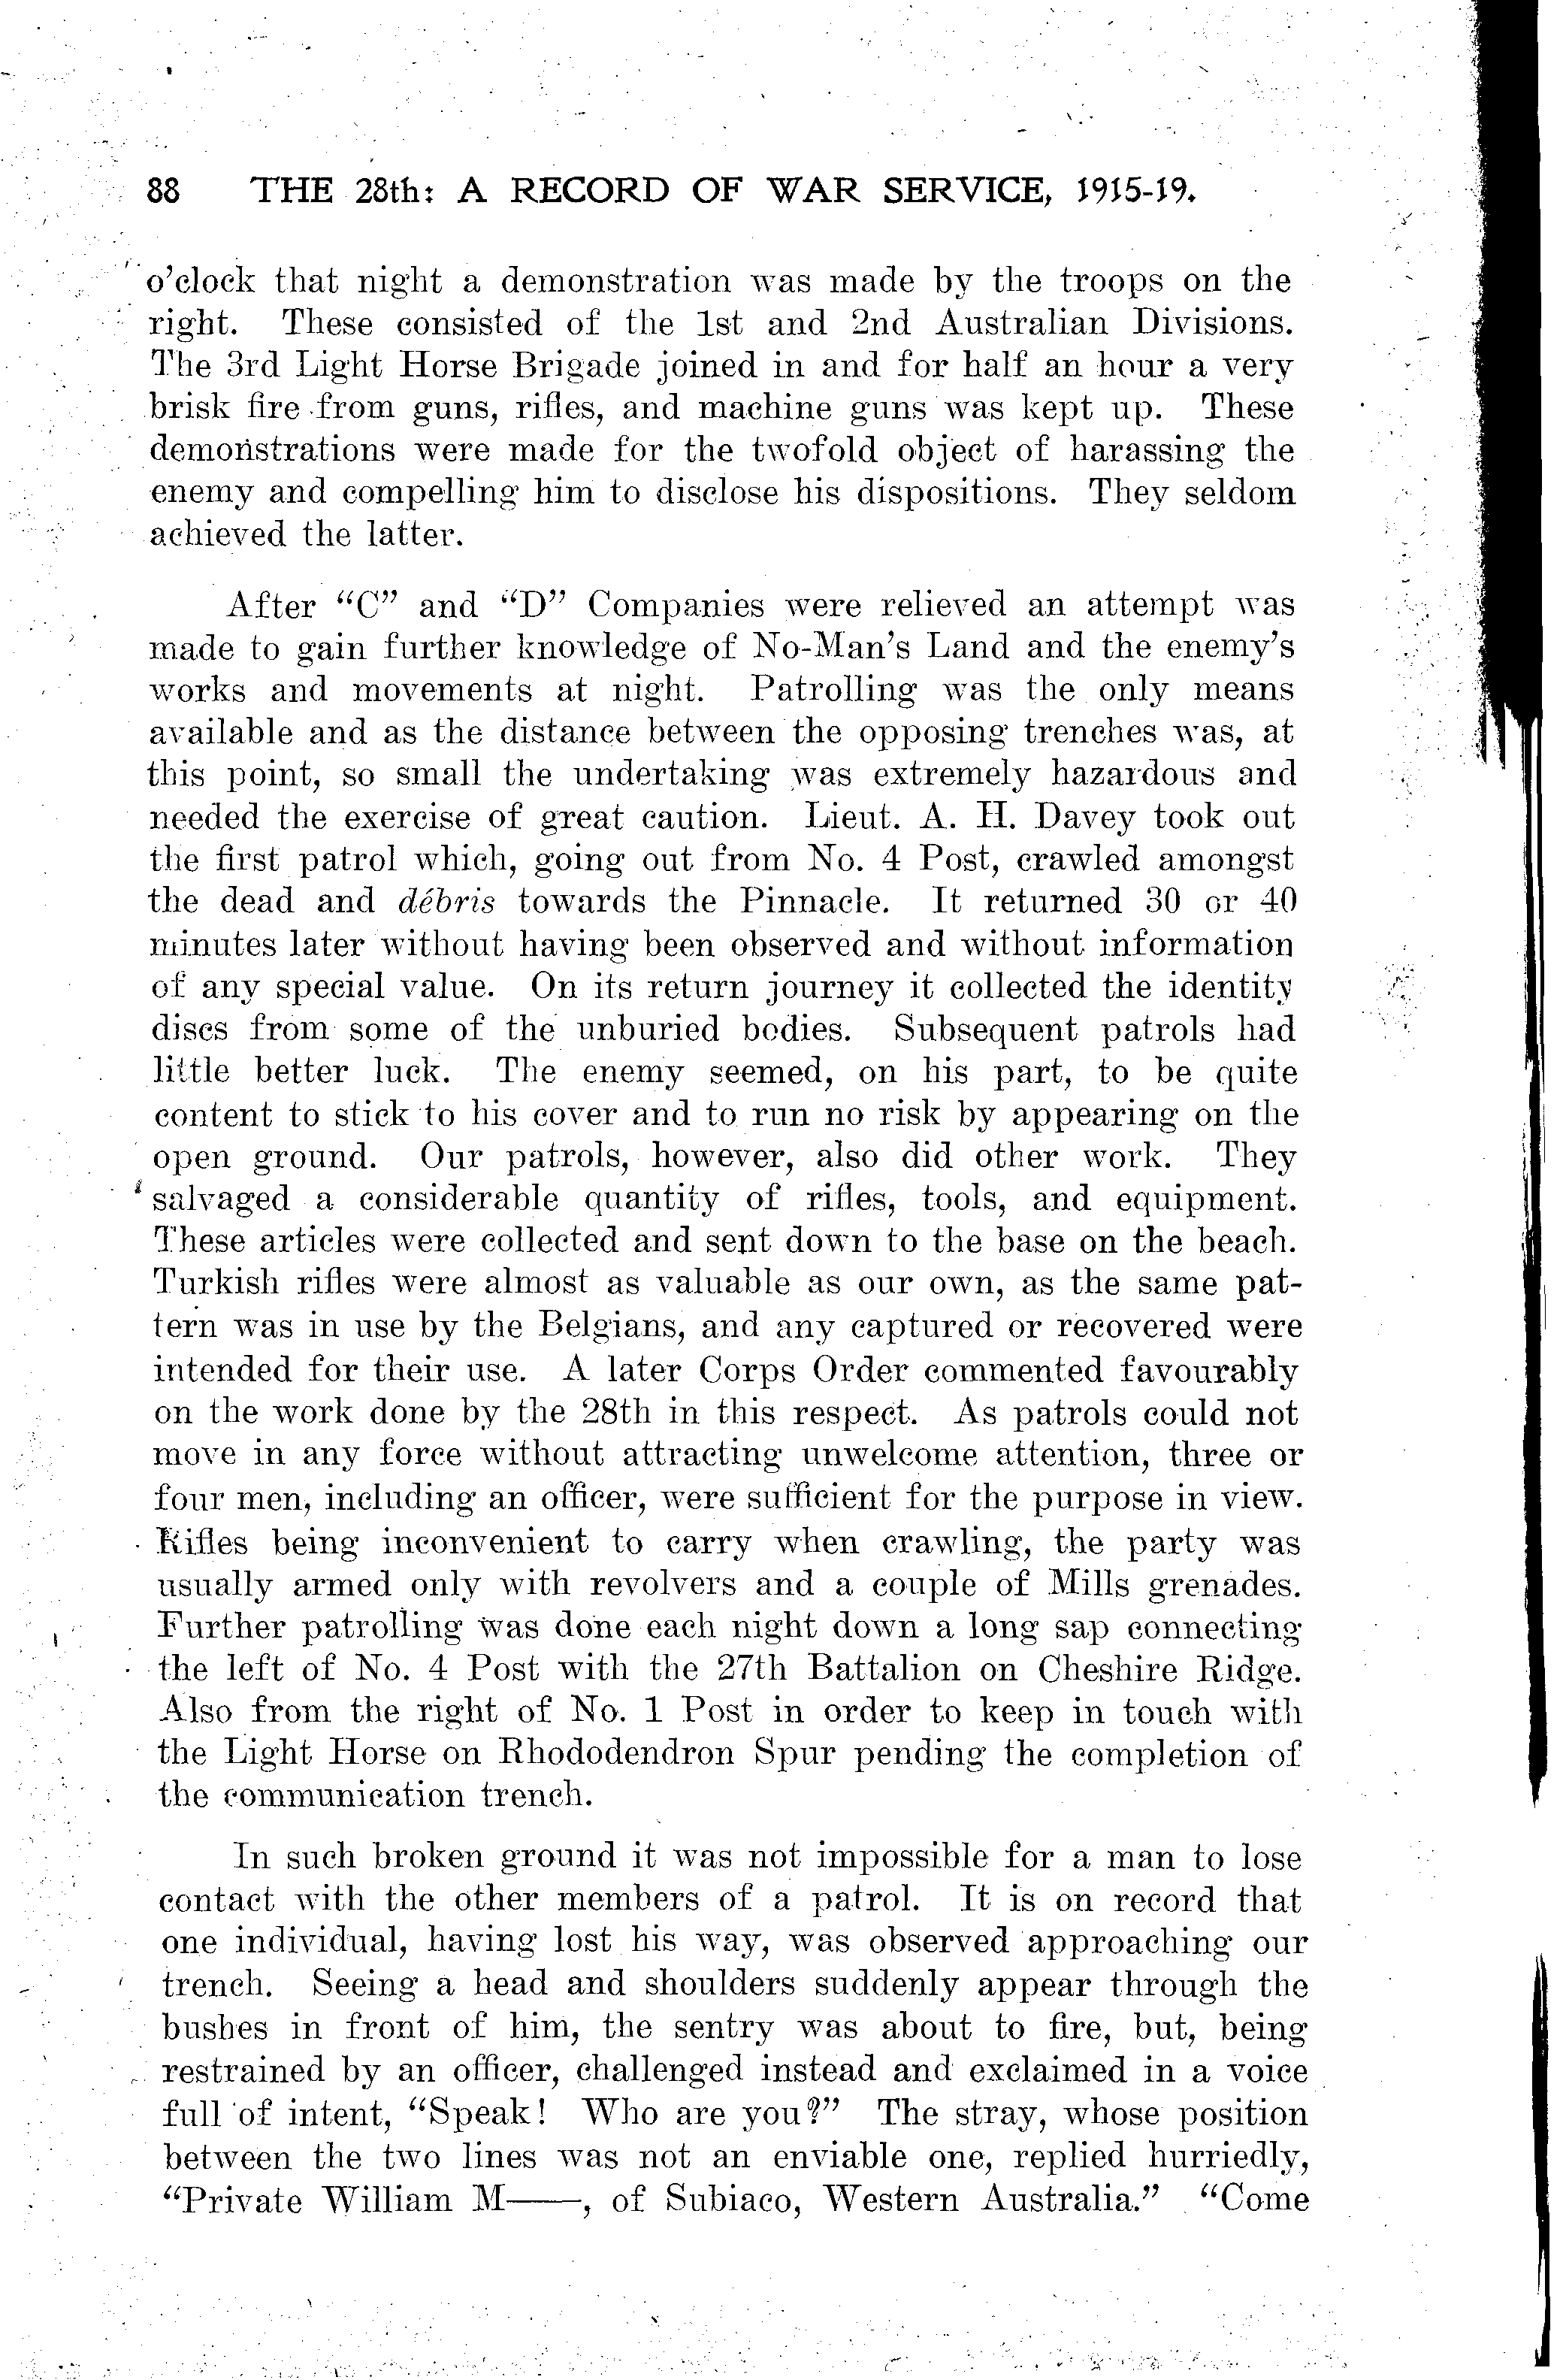 88 THE 28th: A RECORD OF WAR SERVICE, 1915-19.
o'clock that night a demonstration was made by the troops on the
right. These consisted of the 1st and 2nd Australian Divisions.
The 3rd Light Horse Brigade joined in and for half an hour a very
brisk fire from guns, rifles, and machine guns was kept up. These
demonstrations were made for the twofold object of harassing the
enemy and compelling him to disclose his dispositions. They seldom
achieved the latter.
After "C" and "D" Companies were relieved an attempt was
made to gain further knowledge of No-Man's Land and the enemy's
works and movements at night. Patrolling was the only means
available and as the distance between the opposing trenches was, at
this point, so small the undertaking was extremely hazardous and
needed the exercise of great caution. Lieut. A. H. Davey took out
the first patrol which, going out from No. 4 Post, crawled amongst
the dead and débris towards the Pinnacle. It returned 30 or 40
minutes later without having been observed and without information
of any special value. On its return journey it collected the identity
discs from some of the unburied bodies. Subsequent patrols had
little better luck. The enemy seemed, on his part, to be quite
content to stick to his cover and to run no risk by appearing on the
open ground. Our patrols, however, also did other work. They
salvaged a considerable quantity of rifles, tools, and equipment.
These articles were collected and sent down to the base on the beach.
Turkish rifles were almost as valuable as our own, as the same pat-
tern was in use by the Belgians, and any captured or recovered were
intended for their use. A later Corps Order commented favourably
on the work done by the 28th in this respect. As patrols could not
move in any force without attracting unwelcome attention, three or
four men, including an officer, were sufficient for the purpose in view.
Rifles being inconvenient to carry when crawling, the party was
usually armed only with revolvers and a couple of Mills grenades.
Further patrolling was done each night down a long sap connecting
the left of No. 4 Post with the 27th Battalion on Cheshire Ridge.
Also from the right of No. 1 Post in order to keep in touch with
the Light Horse on Rhododendron Spur pending the completion of
the communication trench.
In such broken ground it was not impossible for a man to lose
contact with the other members of a patrol. It is on record that
one individual, having lost his way, was observed approaching our
trench. Seeing a head and shoulders suddenly appear through the
bushes in front of him, the sentry was about to fire, but, being
restrained by an officer, challenged instead and exclaimed in a voice
full of intent, "Speak! Who are you?" The stray, whose position
between the two lines was not an enviable one, replied hurriedly,
"Private William M——, of Subiaco, Western Australia." "Come